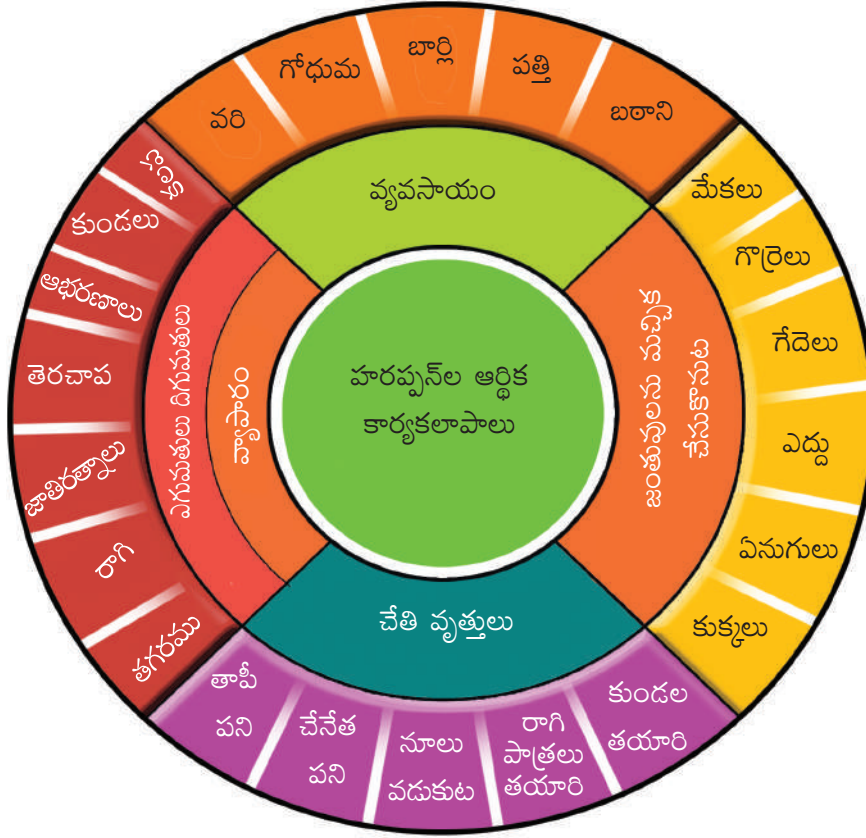 హరప్పన్‌ల ఆర్థిక
కార్యకలాపాలు
వ్యవసాయం
వరి
గోధుమ
బార్లి
పత్తి
బఠాని
జంతువులను మచ్చిక
చేసుకొనుట
మేకలు
గొర్రెలు
గేదెలు
ఎద్దు
ఏనుగులు
కుక్కలు
చేతి వృత్తులు
కుండల
తయారి
రాగి
పాత్రలు
తయారి
నూలు
వడుకుట
చేనేత
పని
తాపీ
పని
వ్యాపారం
ఎగుమతులు దిగుమతులు
తగరము
రాగి
జాతిరత్నాలు
తెరచాప
ఆభరణాలు
కుండలు